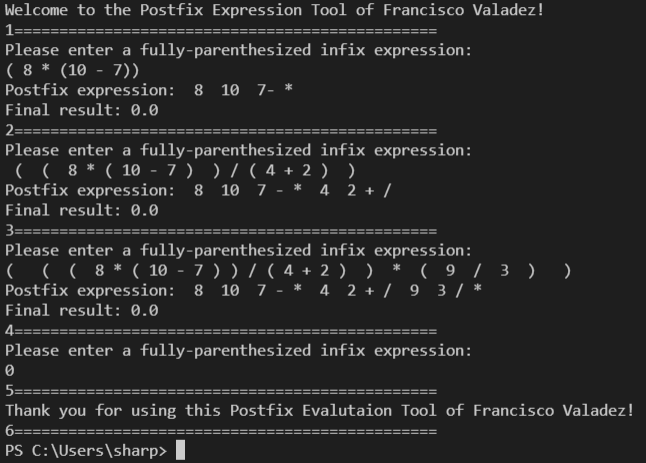 Welcome to the Postfix Expression Tool of Francisco Valadez!
1===============================================
Please enter a fully-parenthesized infix expression:
( 8 * (10 - 7))
Postfix expression:  8  10  7- *
Final result: 0.0
2===============================================
Please enter a fully-parenthesized infix expression:
 (  (  8 * ( 10 - 7 )  ) / ( 4 + 2 )  )
Postfix expression:  8  10  7 - *  4  2 + /
Final result: 0.0
3===============================================
Please enter a fully-parenthesized infix expression:
(   (  (  8 * ( 10 - 7 ) ) / ( 4 + 2 )  )  *  (  9  /  3  )   )
Postfix expression:  8  10  7 - *  4  2 + /  9  3 / *
Final result: 0.0
4===============================================
Please enter a fully-parenthesized infix expression:
0
5===============================================
Thank you for using this Postfix Evalutaion Tool of Francisco Valadez!
6===============================================
PS C:\Users\sharp>